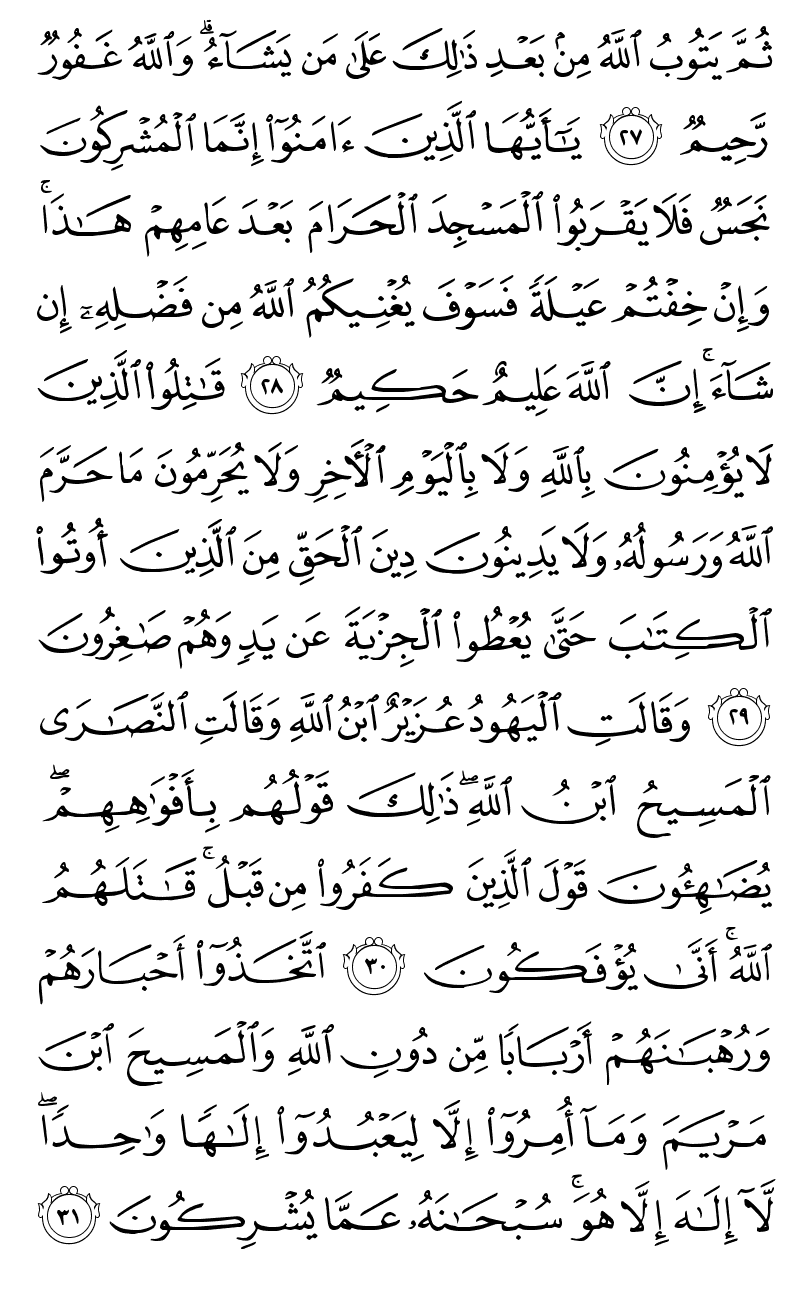 ثُمَّ يَتُوبُ ٱللَّهُ مِنۢ بَعۡدِ ذَٰلِكَ عَلَىٰ مَن يَشَآءُۗ وَٱللَّهُ غَفُورٞ
رَّحِيمٞ ٢٧ يَٰٓأَيُّهَا ٱلَّذِينَ ءَامَنُوٓاْ إِنَّمَا ٱلۡمُشۡرِكُونَ
نَجَسٞ فَلَا يَقۡرَبُواْ ٱلۡمَسۡجِدَ ٱلۡحَرَامَ بَعۡدَ عَامِهِمۡ هَٰذَاۚ
وَإِنۡ خِفۡتُمۡ عَيۡلَةٗ فَسَوۡفَ يُغۡنِيكُمُ ٱللَّهُ مِن فَضۡلِهِۦٓ إِن
شَآءَۚ إِنَّ ٱللَّهَ عَلِيمٌ حَكِيمٞ ٢٨ قَٰتِلُواْ ٱلَّذِينَ
لَا يُؤۡمِنُونَ بِٱللَّهِ وَلَا بِٱلۡيَوۡمِ ٱلۡأٓخِرِ وَلَا يُحَرِّمُونَ مَا حَرَّمَ
ٱللَّهُ وَرَسُولُهُۥ وَلَا يَدِينُونَ دِينَ ٱلۡحَقِّ مِنَ ٱلَّذِينَ أُوتُواْ
ٱلۡكِتَٰبَ حَتَّىٰ يُعۡطُواْ ٱلۡجِزۡيَةَ عَن يَدٖ وَهُمۡ صَٰغِرُونَ
٢٩ وَقَالَتِ ٱلۡيَهُودُ عُزَيۡرٌ ٱبۡنُ ٱللَّهِ وَقَالَتِ ٱلنَّصَٰرَى
ٱلۡمَسِيحُ ٱبۡنُ ٱللَّهِۖ ذَٰلِكَ قَوۡلُهُم بِأَفۡوَٰهِهِمۡۖ
يُضَٰهِـُٔونَ قَوۡلَ ٱلَّذِينَ كَفَرُواْ مِن قَبۡلُۚ قَٰتَلَهُمُ
ٱللَّهُۚ أَنَّىٰ يُؤۡفَكُونَ ٣٠ ٱتَّخَذُوٓاْ أَحۡبَارَهُمۡ
وَرُهۡبَٰنَهُمۡ أَرۡبَابٗا مِّن دُونِ ٱللَّهِ وَٱلۡمَسِيحَ ٱبۡنَ
مَرۡيَمَ وَمَآ أُمِرُوٓاْ إِلَّا لِيَعۡبُدُوٓاْ إِلَٰهٗا وَٰحِدٗاۖ
لَّآ إِلَٰهَ إِلَّا هُوَۚ سُبۡحَٰنَهُۥ عَمَّا يُشۡرِكُونَ ٣١